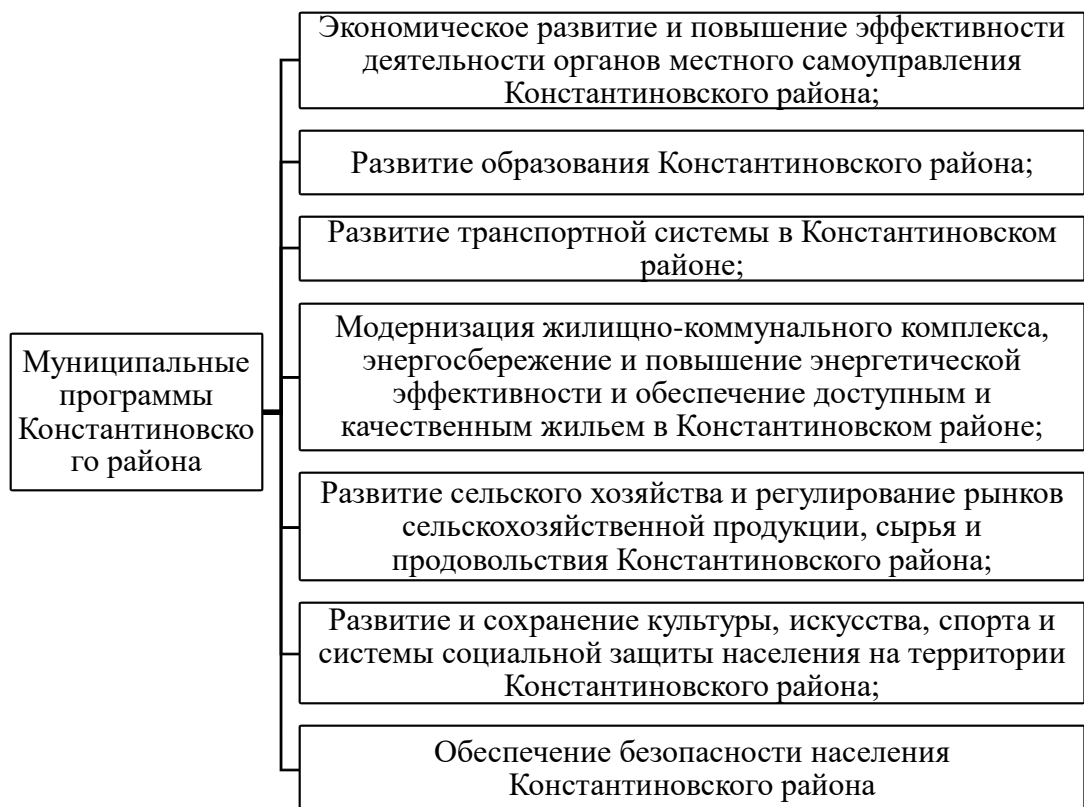 Муниципальные
программы
Константиновско
го района
Экономическое развитие и повышение эффективности
деятельности органов местного самоуправления
Константиновского района;
Развитие образования Константиновского района;
Развитие транспортной системы в Константиновском
районе;
Модернизация жилищно-коммунального комплекса,
энергосбережение и повышение энергетической
эффективности и обеспечение доступным и
качественным жильем в Константиновском районе;
Развитие сельского хозяйства и регулирование рынков
сельскохозяйственной продукции, сырья и
продовольствия Константиновского района;
Развитие и сохранение культуры, искусства, спорта и
системы социальной защиты населения на территории
Константиновского района;
Обеспечение безопасности населения
Константиновского района